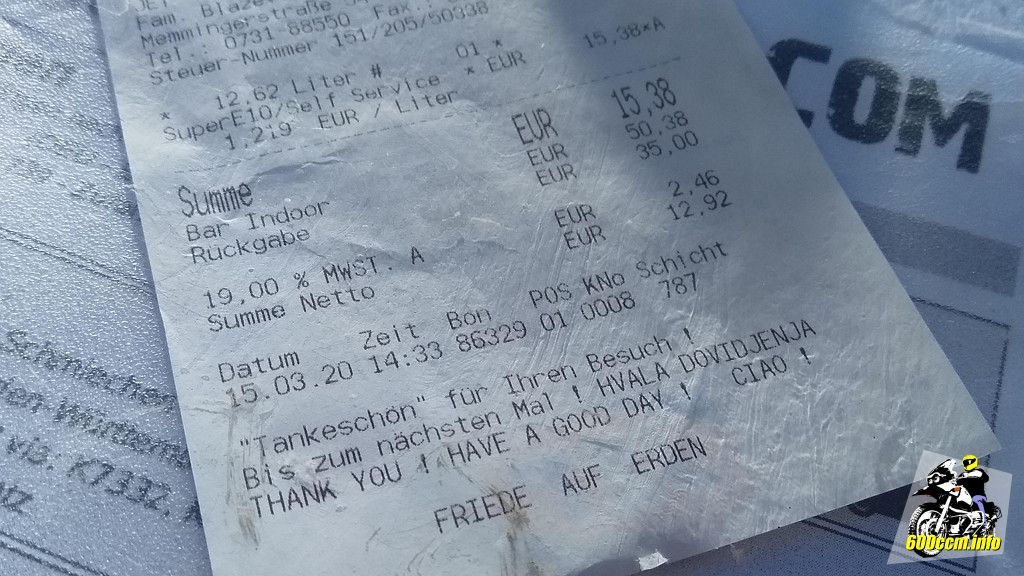 JET
Fam. Blaze
Memmingerstraße
Tel.: 0731 88550 Fax.:
Steuer-Nummer 151/205/50338
12,62 Liter # 01 * 15,38*A
* SuperE10/Self Service * EUR
1,219 EUR / Liter
Summe EUR 15,38
Bar Indoor EUR 50,38
Rückgabe EUR 35,00
19,00 % MWST. A EUR 2,46
Summe Netto EUR 12,92
Datum Zeit Bon POS KNo Schicht
15.03.20 14:33 86329 01 0008 787
"Tankeschön" für Ihren Besuch !
Bis zum nächsten Mal ! HVALA DOVIDJENJA
THANK YOU ! HAVE A GOOD DAY ! CIAO !
FRIEDE AUF ERDEN
COM
Schmiechen
vis: K7332,
600ccm.info